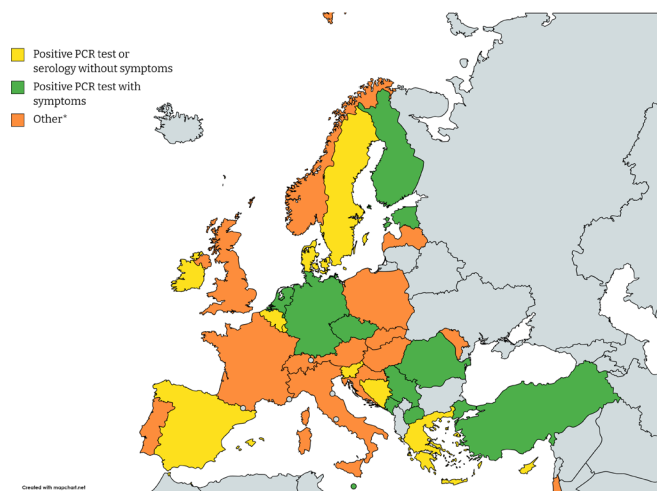 Positive PCR test or
serology without symptoms
Positive PCR test with
symptoms
Other*
Created with mapchart.net